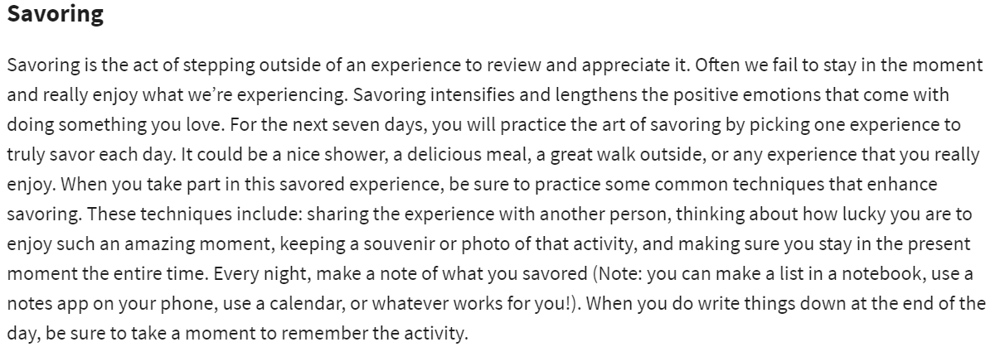 Savoring
Savoring is the act of stepping outside of an experience to review and appreciate it. Often we fail to stay in the moment
and really enjoy what we’re experiencing. Savoring intensifies and lengthens the positive emotions that come with
doing something you love. For the next seven days, you will practice the art of savoring by picking one experience to
truly savor each day. It could be a nice shower, a delicious meal, a great walk outside, or any experience that you really
enjoy. When you take part in this savored experience, be sure to practice some common techniques that enhance
savoring. These techniques include: sharing the experience with another person, thinking about how lucky you are to
enjoy such an amazing moment, keeping a souvenir or photo of that activity, and making sure you stay in the present
moment the entire time. Every night, make a note of what you savored (Note: you can make a list in a notebook, use a
notes app on your phone, use a calendar, or whatever works for you!). When you do write things down at the end of the
day, be sure to take a moment to remember the activity.